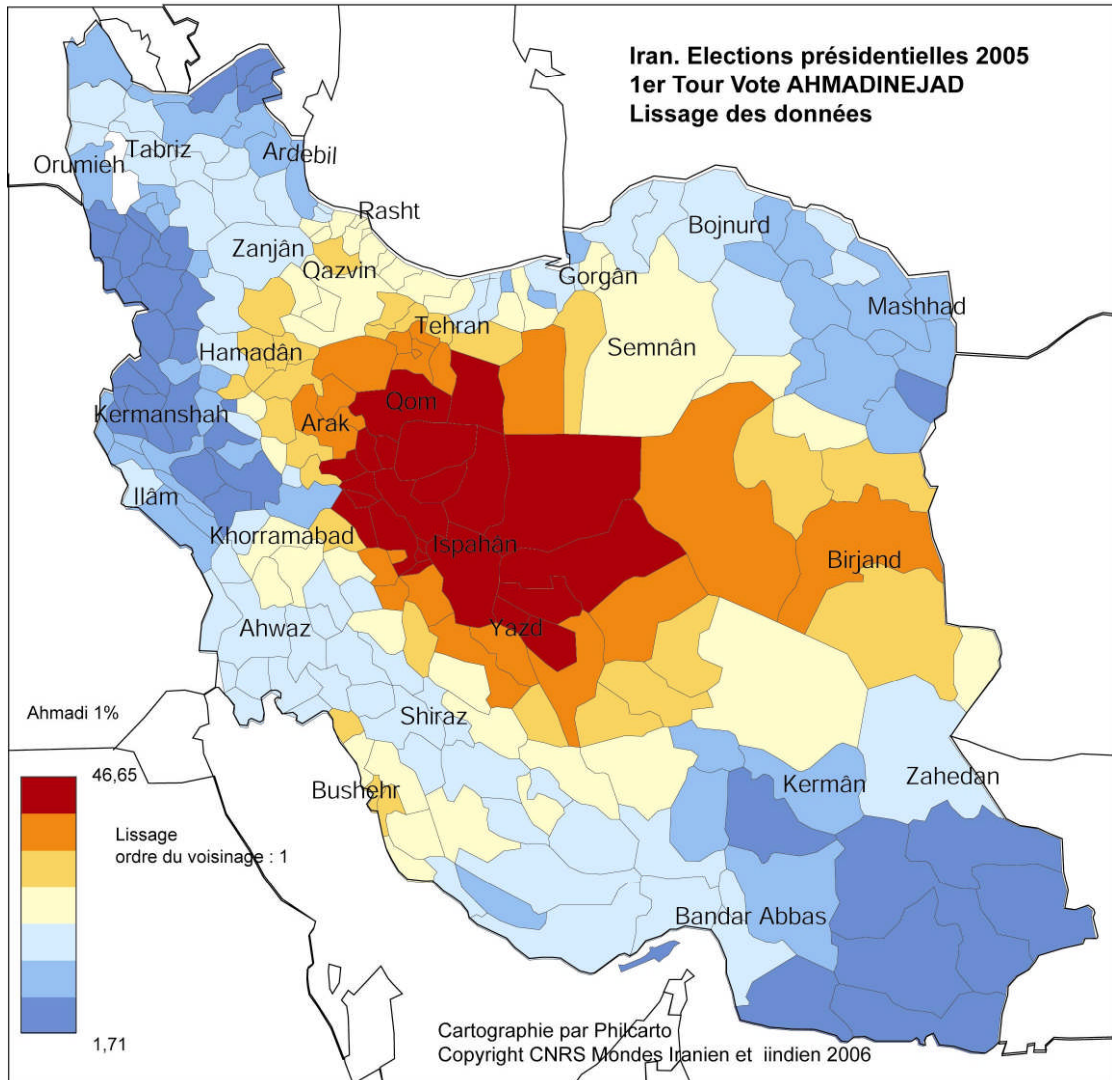 Iran. Elections présidentielles 2005
1er Tour Vote AHMADINEJAD
Lissage des données
Tabriz
Ardebil
Orumieh
Rasht
Bojnurd
Zanjân
Qazvin
Gorgân
Mashhad
Tehran
Hamadân
Semnân
Qom
Kermanshah
Arak
Ilâm
Khorramabad
Ispahân
Birjand
Ahwaz
Yazd
Ahmadi 1%
Shiraz
46,65
Bushehr
Kermân
Zahedan
Lissage
ordre du voisinage : 1
Bandar Abbas
1,71
Cartographie par Philcarto
Copyright CNRS Mondes Iranien et iindien 2006